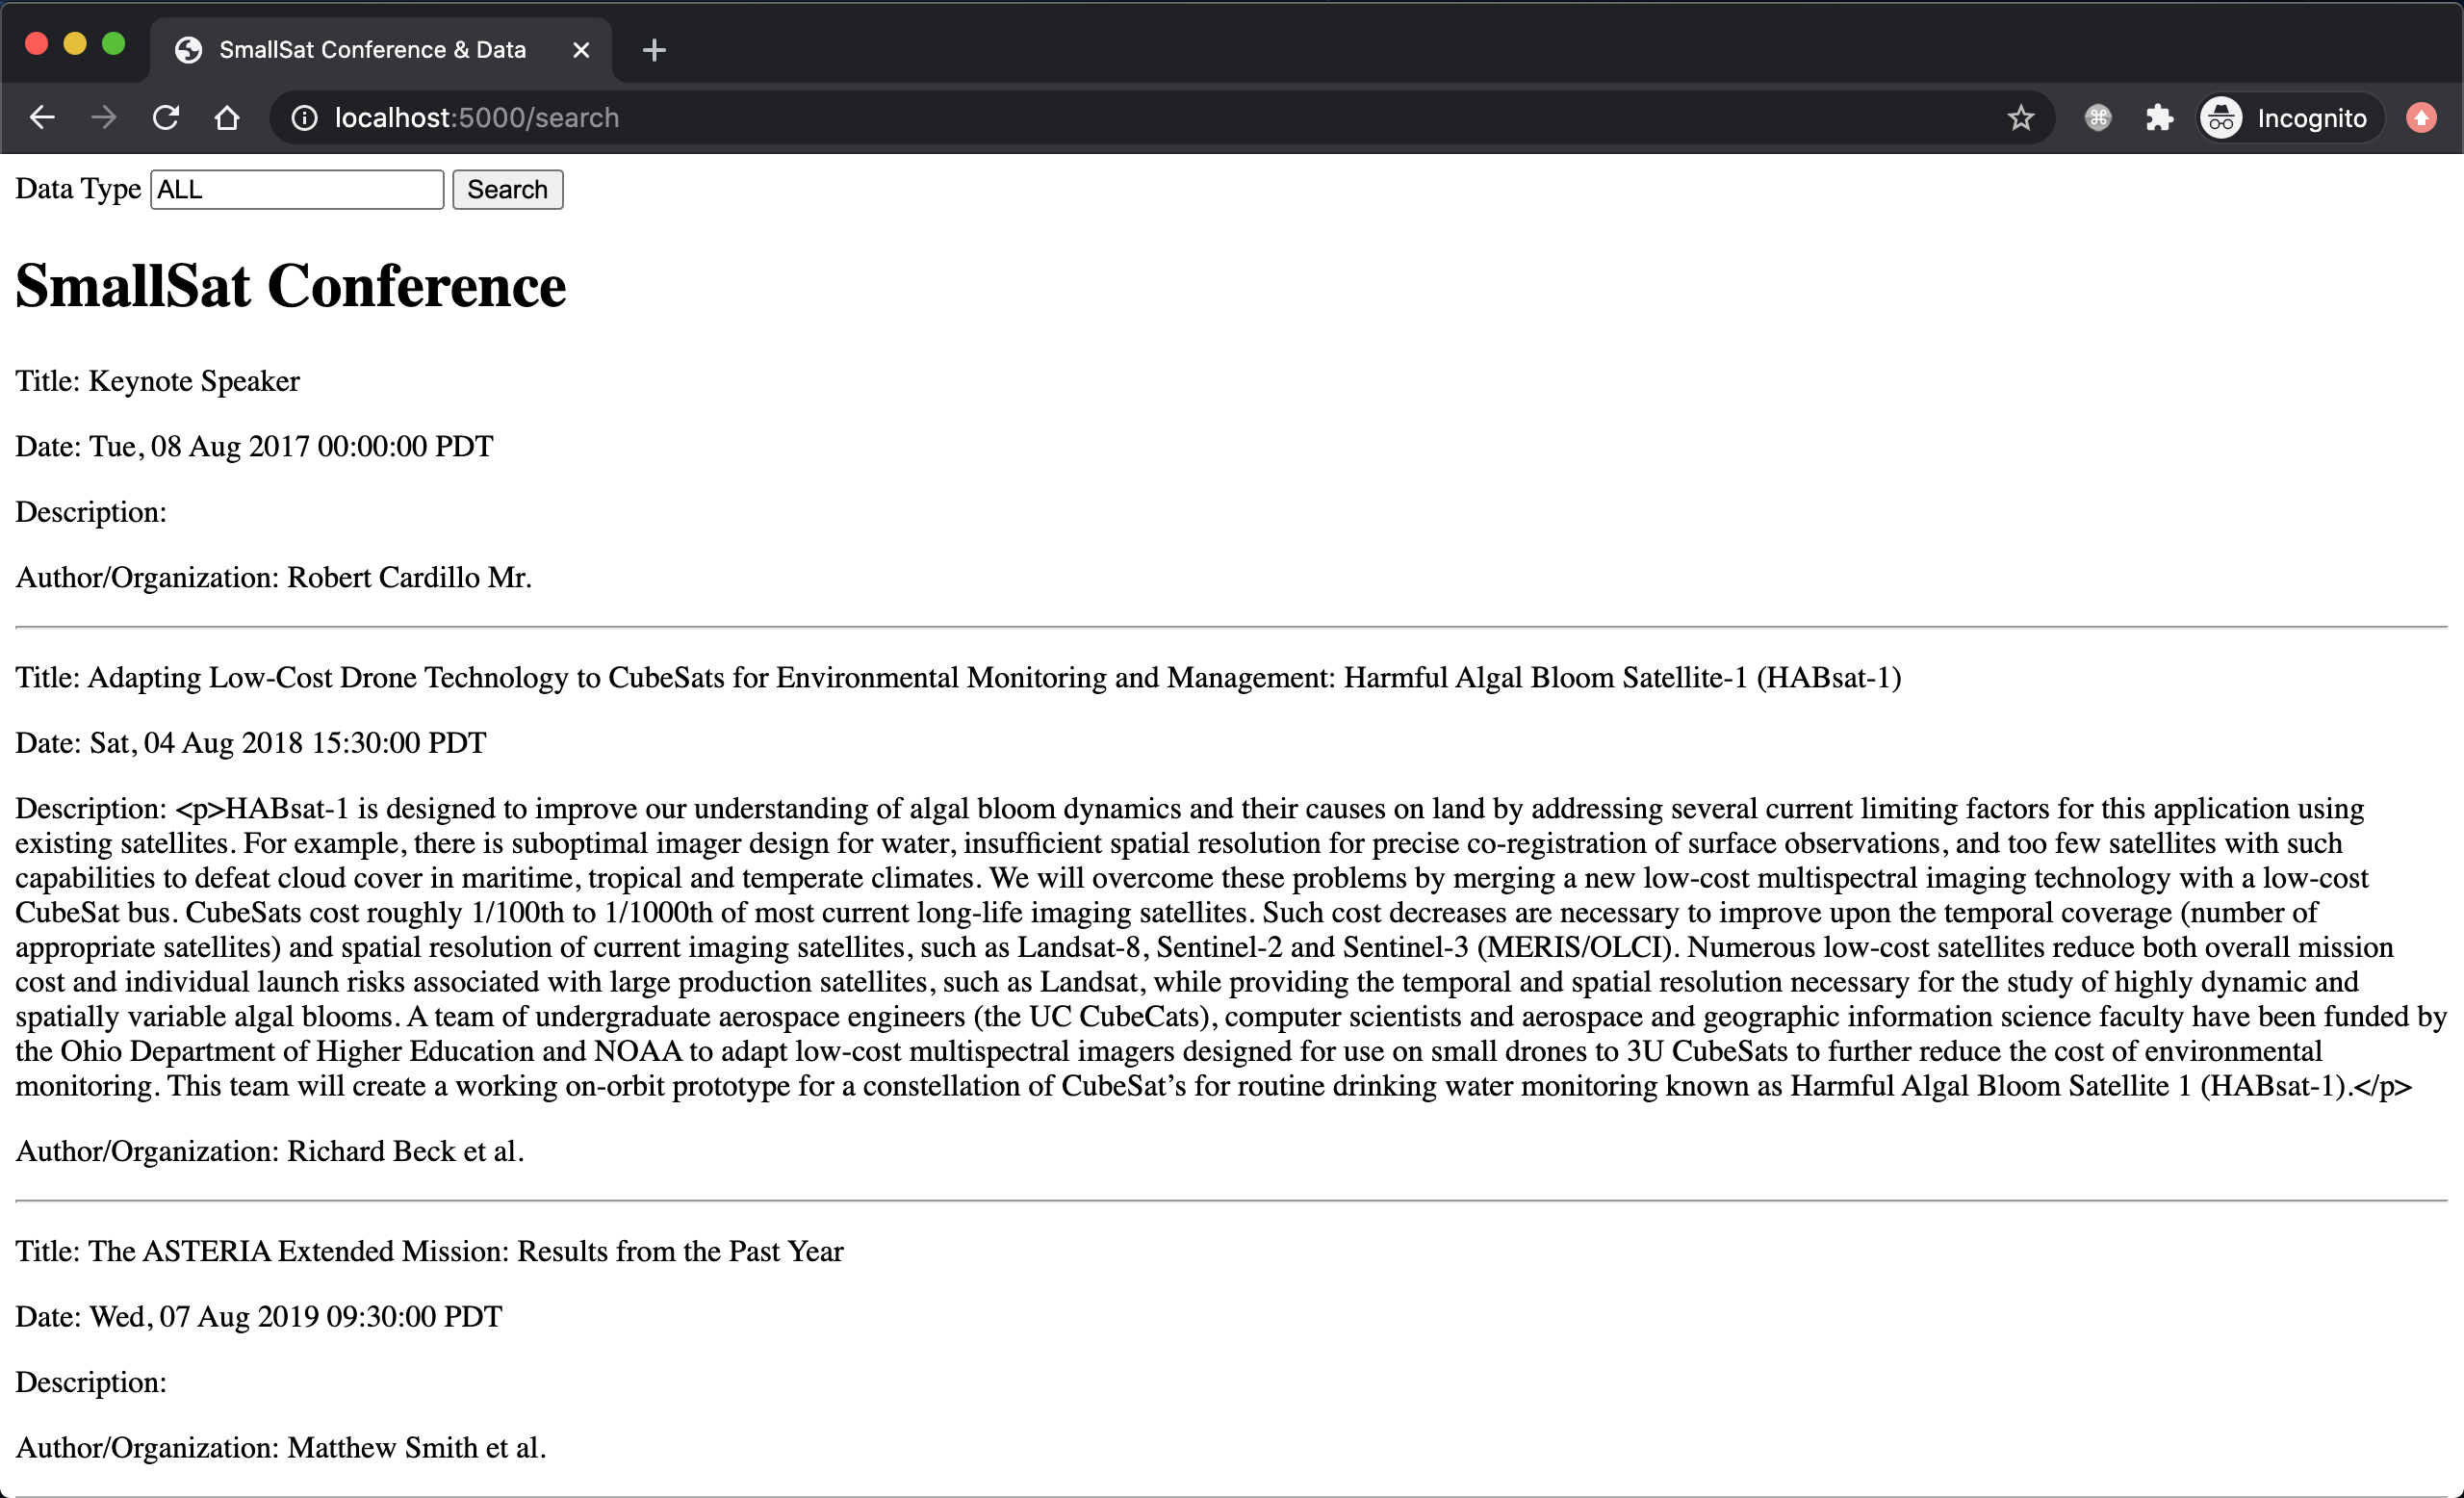 SmallSat Conference & Data
localhost:5000/search
Incognito
Data Type ALL Search
SmallSat Conference
Title: Keynote Speaker
Date: Tue, 08 Aug 2017 00:00:00 PDT
Description:
Author/Organization: Robert Cardillo Mr.
Title: Adapting Low-Cost Drone Technology to CubeSats for Environmental Monitoring and Management: Harmful Algal Bloom Satellite-1 (HABsat-1)
Date: Sat, 04 Aug 2018 15:30:00 PDT
Description: <p>HABsat-1 is designed to improve our understanding of algal bloom dynamics and their causes on land by addressing several current limiting factors for this application using
existing satellites. For example, there is suboptimal imager design for water, insufficient spatial resolution for precise co-registration of surface observations, and too few satellites with such
capabilities to defeat cloud cover in maritime, tropical and temperate climates. We will overcome these problems by merging a new low-cost multispectral imaging technology with a low-cost
CubeSat bus. CubeSats cost roughly 1/100th to 1/1000th of most current long-life imaging satellites. Such cost decreases are necessary to improve upon the temporal coverage (number of
appropriate satellites) and spatial resolution of current imaging satellites, such as Landsat-8, Sentinel-2 and Sentinel-3 (MERIS/OLCI). Numerous low-cost satellites reduce both overall mission
cost and individual launch risks associated with large production satellites, such as Landsat, while providing the temporal and spatial resolution necessary for the study of highly dynamic and
spatially variable algal blooms. A team of undergraduate aerospace engineers (the UC CubeCats), computer scientists and aerospace and geographic information science faculty have been funded by
the Ohio Department of Higher Education and NOAA to adapt low-cost multispectral imagers designed for use on small drones to 3U CubeSats to further reduce the cost of environmental
monitoring. This team will create a working on-orbit prototype for a constellation of CubeSat’s for routine drinking water monitoring known as Harmful Algal Bloom Satellite 1 (HABsat-1).</p>
Author/Organization: Richard Beck et al.
Title: The ASTERIA Extended Mission: Results from the Past Year
Date: Wed, 07 Aug 2019 09:30:00 PDT
Description:
Author/Organization: Matthew Smith et al.